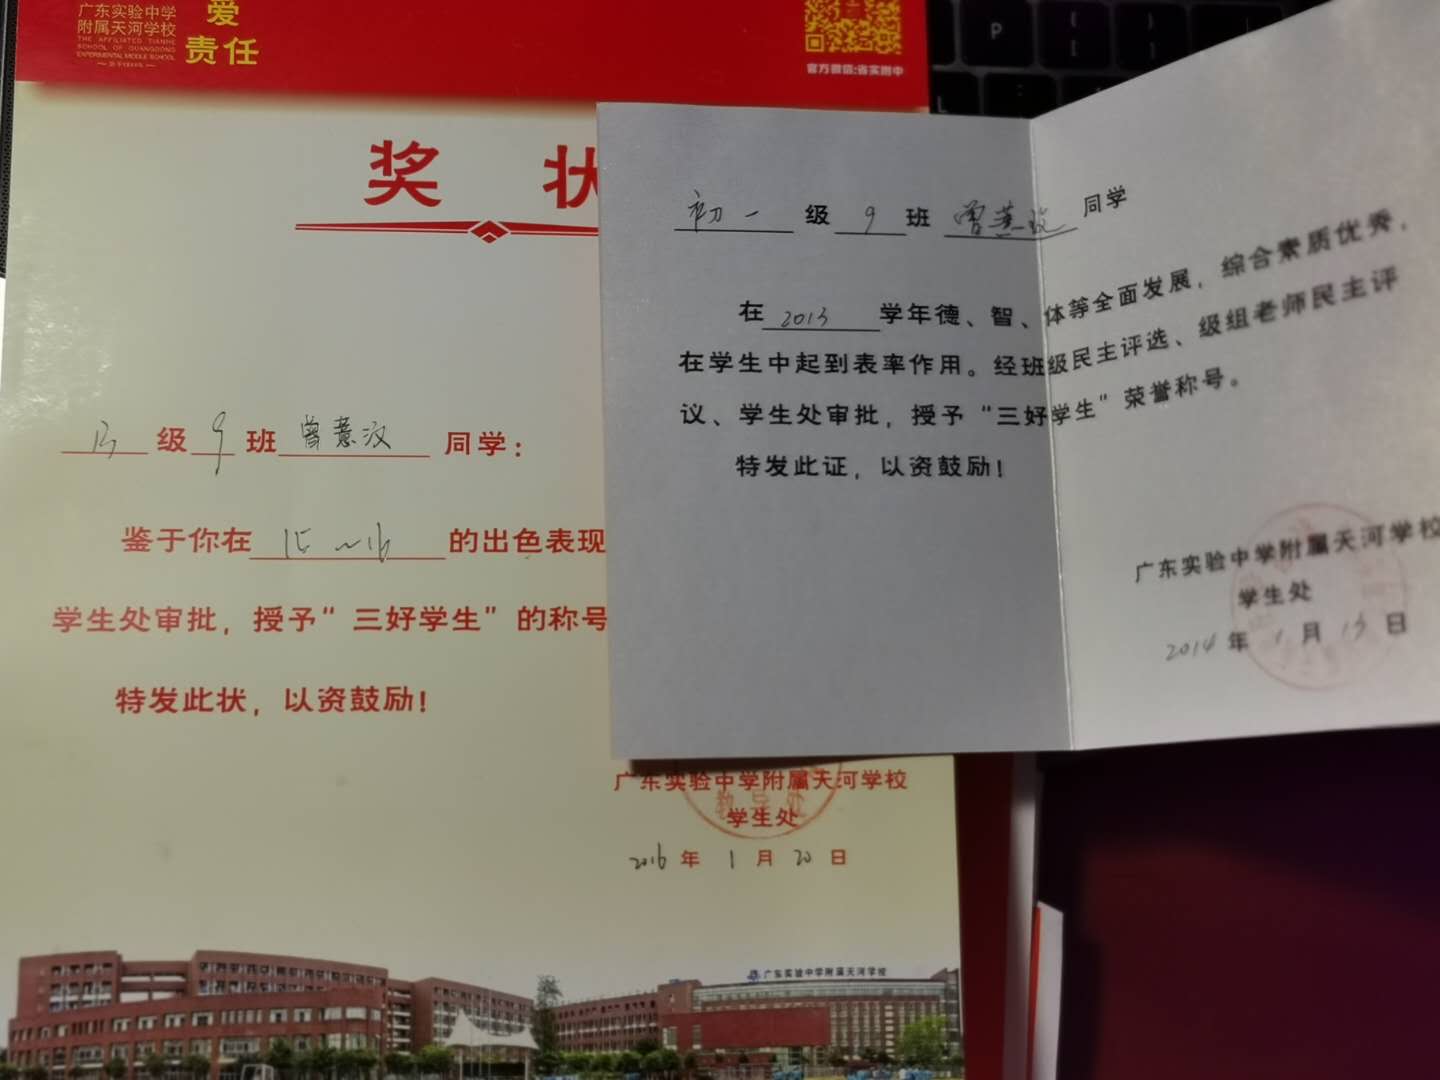 广东实验中学
附属天河学校
THE AFFILIATED TIANHE
SCHOOL OF GUANGDONG
EXPERIMENTAL MIDDLE SCHOOL
爱
责任
官方微信:省实附中
P
L
奖 状
13 级 9 班 曾慧汶 同学：
鉴于你在 15~16 的出色表现
学生处审批，授予“三好学生”的称号
特发此状，以资鼓励！
广东实验中学附属天河学校
教导处
学生处
2016 年 1 月 20 日
广东实验中学附属天河学校
初一 级 9 班 曾慧 同学
在 2013 学年德、智、体等全面发展，综合素质优秀，
在学生中起到表率作用。经班级民主评选、级组老师民主评
议、学生处审批，授予“三好学生”荣誉称号。
特发此证，以资鼓励！
广东实验中学附属天河学校
学生处
2014 年 1 月 13 日